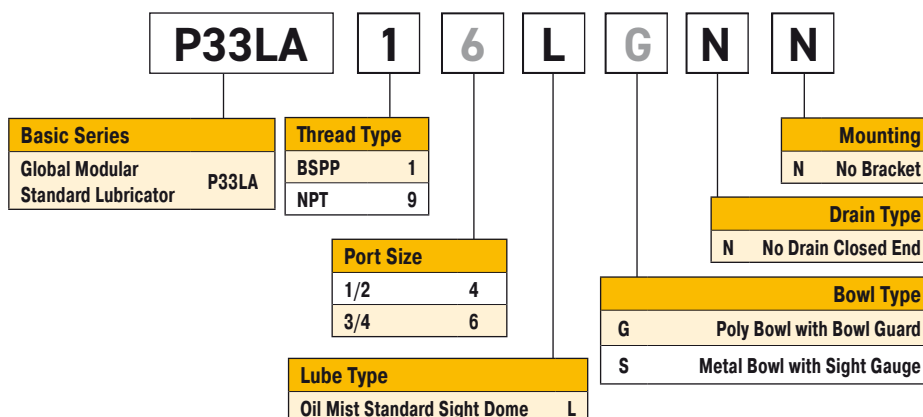 P33LA 1 6 L G N N
Basic Series
Global Modular
Standard Lubricator P33LA
Thread Type
BSPP 1
NPT 9
Mounting
N No Bracket
Drain Type
N No Drain Closed End
Port Size
1/2 4
3/4 6
Bowl Type
G Poly Bowl with Bowl Guard
S Metal Bowl with Sight Gauge
Lube Type
Oil Mist Standard Sight Dome L